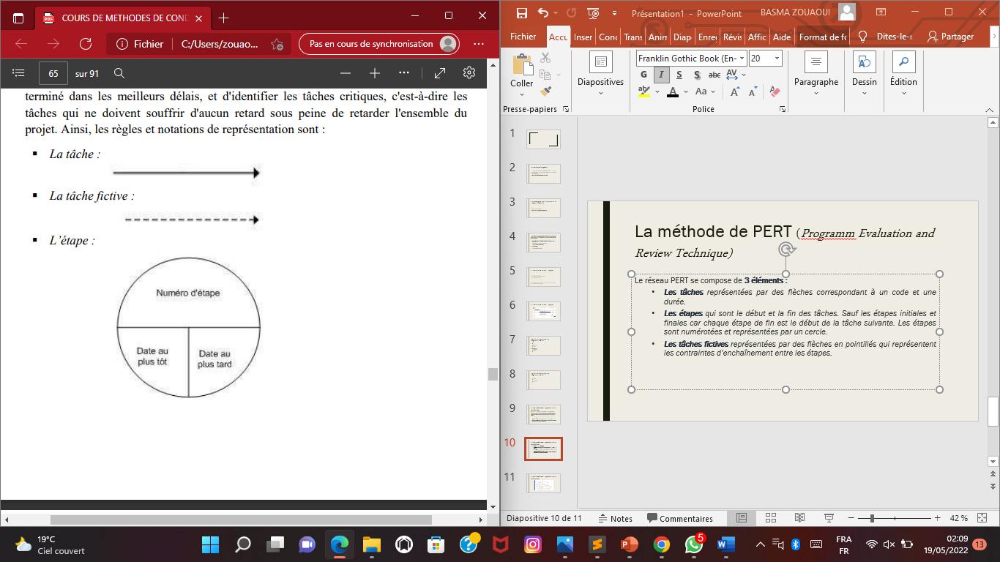 COURS DE METHODES DE COND
Fichier
C:/Users/zouao...
Pas en cours de synchronisation
65
sur 91
terminé dans les meilleurs délais, et d'identifier les tâches critiques, c'est-à-dire les
tâches qui ne doivent souffrir d'aucun retard sous peine de retarder l'ensemble du
projet. Ainsi, les règles et notations de représentation sont :
La tâche :
La tâche fictive :
L'étape :
Numéro d'étape
Date au
plus tôt
Date au
plus tard
Présentation1 - PowerPoint
BASMA ZOUAOUI
Fichier
Accu
Inser
Conc
Trans
Anim
Diap
Enre
Révis
Affic
Aide
Format de fo
Dites-le-
Partager
Coller
Presse-papiers
Diapositives
Franklin Gothic Book (En-
20
G
I
S
S
abc
AV
Aa
A
A
Police
Paragraphe
Dessin
Édition
1
2
3
4
5
6
7
8
9
10
11
La méthode de PERT (Programm Evaluation and
Review Technique)
Le réseau PERT se compose de 3 éléments :
• Les tâches représentées par des flèches correspondant à un code et une
durée.
• Les étapes qui sont le début et la fin des tâches. Sauf les étapes initiales et
finales car chaque étape de fin est le début de la tâche suivante. Les étapes
sont numérotées et représentées par un cercle.
• Les tâches fictives représentées par des flèches en pointillés qui représentent
les contraintes d'enchaînement entre les étapes.
Diapositive 10 de 11
Notes
Commentaires
42 %
19°C
Ciel couvert
5
FRA
FR
02:09
19/05/2022
13